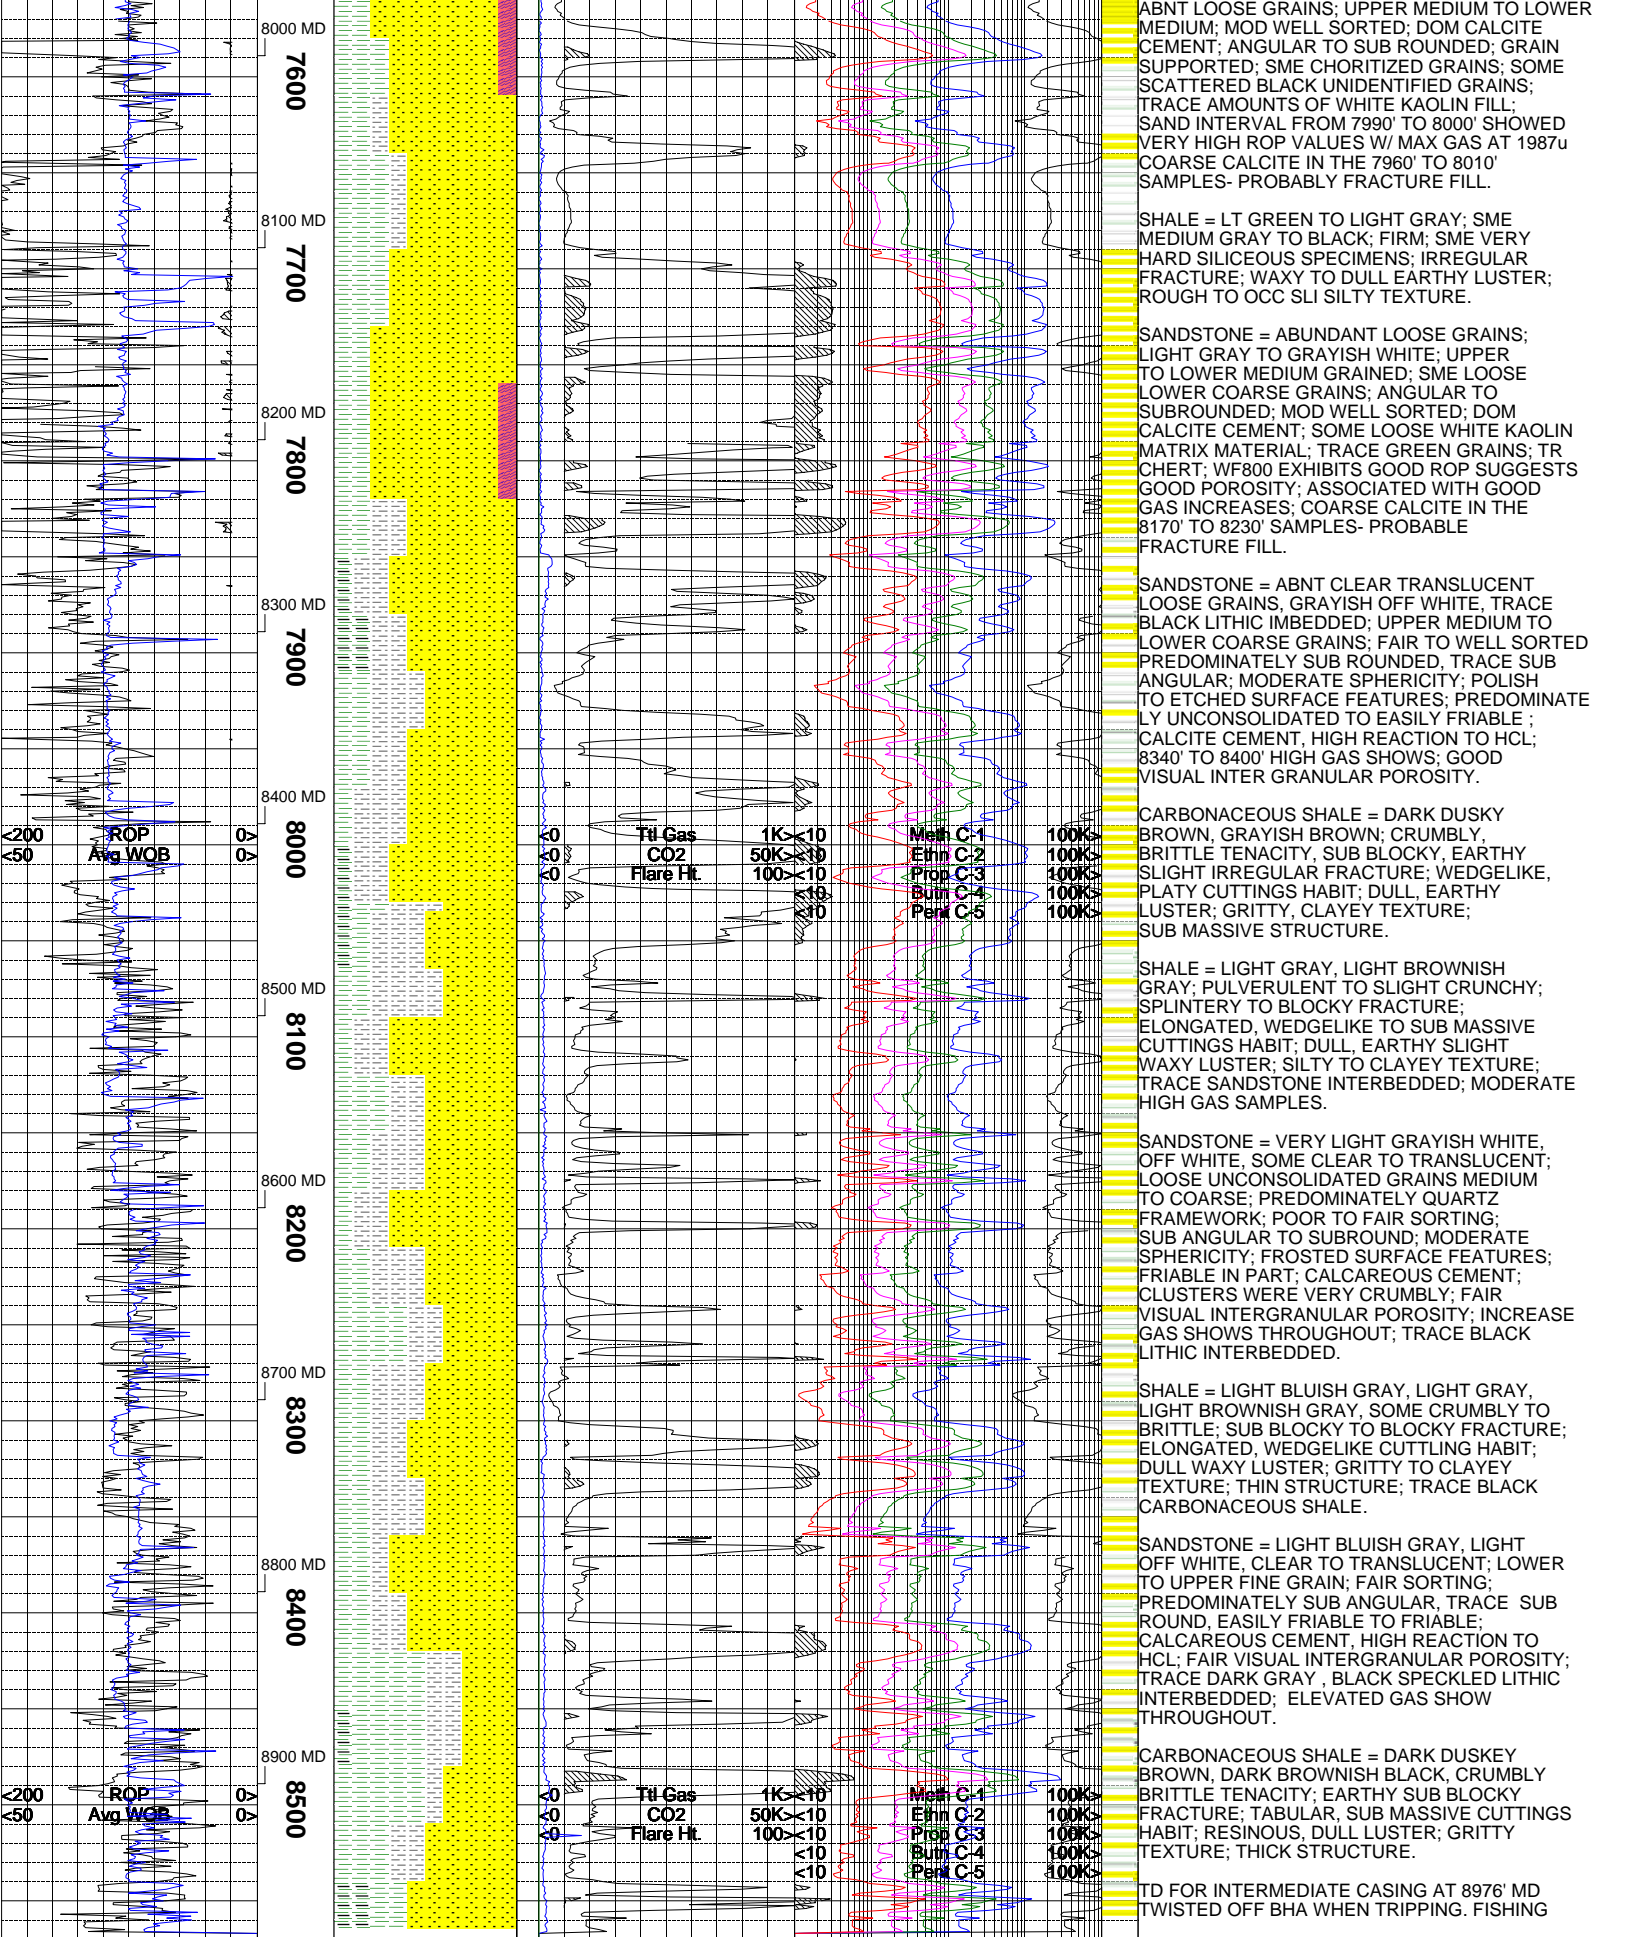 8000 MD
7600
8100 MD
7700
8200 MD
7800
8300 MD
7900
8400 MD
<200 ROP 0>
<50 Avg WOB 0>
8000
8500 MD
8100
8600 MD
8200
8700 MD
8300
8800 MD
8400
8900 MD
<200 ROP 0>
<50 Avg WOB 0>
8500
<0 Ttl Gas 1K>
<0 CO2 50K>
<0 Flare Ht. 100>
<10 Meth C-1 100K>
<10 Ethn C-2 100K>
<10 Prop C-3 100K>
<10 Butn C-4 100K>
<10 Pent C-5 100K>
<0 Ttl Gas 1K>
<0 CO2 50K>
<0 Flare Ht. 100>
<10 Meth C-1 100K>
<10 Ethn C-2 100K>
<10 Prop C-3 100K>
<10 Butn C-4 100K>
<10 Pent C-5 100K>
ABNT LOOSE GRAINS; UPPER MEDIUM TO LOWER
MEDIUM; MOD WELL SORTED; DOM CALCITE
CEMENT; ANGULAR TO SUB ROUNDED; GRAIN
SUPPORTED; SME CHORITIZED GRAINS; SOME
SCATTERED BLACK UNIDENTIFIED GRAINS;
TRACE AMOUNTS OF WHITE KAOLIN FILL;
SAND INTERVAL FROM 7990' TO 8000' SHOWED
VERY HIGH ROP VALUES W/ MAX GAS AT 1987u
COARSE CALCITE IN THE 7960' TO 8010'
SAMPLES- PROBABLY FRACTURE FILL.
SHALE = LT GREEN TO LIGHT GRAY; SME
MEDIUM GRAY TO BLACK; FIRM; SME VERY
HARD SILICEOUS SPECIMENS; IRREGULAR
FRACTURE; WAXY TO DULL EARTHY LUSTER;
ROUGH TO OCC SLI SILTY TEXTURE.
SANDSTONE = ABUNDANT LOOSE GRAINS;
LIGHT GRAY TO GRAYISH WHITE; UPPER
TO LOWER MEDIUM GRAINED; SME LOOSE
LOWER COARSE GRAINS; ANGULAR TO
SUBROUNDED; MOD WELL SORTED; DOM
CALCITE CEMENT; SOME LOOSE WHITE KAOLIN
MATRIX MATERIAL; TRACE GREEN GRAINS; TR
CHERT; WF800 EXHIBITS GOOD ROP SUGGESTS
GOOD POROSITY; ASSOCIATED WITH GOOD
GAS INCREASES; COARSE CALCITE IN THE
8170' TO 8230' SAMPLES- PROBABLE
FRACTURE FILL.
SANDSTONE = ABNT CLEAR TRANSLUCENT
LOOSE GRAINS, GRAYISH OFF WHITE, TRACE
BLACK LITHIC IMBEDDED; UPPER MEDIUM TO
LOWER COARSE GRAINS; FAIR TO WELL SORTED
PREDOMINATELY SUB ROUNDED, TRACE SUB
ANGULAR; MODERATE SPHERICITY; POLISH
TO ETCHED SURFACE FEATURES; PREDOMINATE
LY UNCONSOLIDATED TO EASILY FRIABLE ;
CALCITE CEMENT, HIGH REACTION TO HCL;
8340' TO 8400' HIGH GAS SHOWS; GOOD
VISUAL INTER GRANULAR POROSITY.
CARBONACEOUS SHALE = DARK DUSKY
BROWN, GRAYISH BROWN; CRUMBLY,
BRITTLE TENACITY, SUB BLOCKY, EARTHY
SLIGHT IRREGULAR FRACTURE; WEDGELIKE,
PLATY CUTTINGS HABIT; DULL, EARTHY
LUSTER; GRITTY, CLAYEY TEXTURE;
SUB MASSIVE STRUCTURE.
SHALE = LIGHT GRAY, LIGHT BROWNISH
GRAY; PULVERULENT TO SLIGHT CRUNCHY;
SPLINTERY TO BLOCKY FRACTURE;
ELONGATED, WEDGELIKE TO SUB MASSIVE
CUTTINGS HABIT; DULL, EARTHY SLIGHT
WAXY LUSTER; SILTY TO CLAYEY TEXTURE;
TRACE SANDSTONE INTERBEDDED; MODERATE
HIGH GAS SAMPLES.
SANDSTONE = VERY LIGHT GRAYISH WHITE,
OFF WHITE, SOME CLEAR TO TRANSLUCENT;
LOOSE UNCONSOLIDATED GRAINS MEDIUM
TO COARSE; PREDOMINATELY QUARTZ
FRAMEWORK; POOR TO FAIR SORTING;
SUB ANGULAR TO SUBROUND; MODERATE
SPHERICITY; FROSTED SURFACE FEATURES;
FRIABLE IN PART; CALCAREOUS CEMENT;
CLUSTERS WERE VERY CRUMBLY; FAIR
VISUAL INTERGRANULAR POROSITY; INCREASE
GAS SHOWS THROUGHOUT; TRACE BLACK
LITHIC INTERBEDDED.
SHALE = LIGHT BLUISH GRAY, LIGHT GRAY,
LIGHT BROWNISH GRAY, SOME CRUMBLY TO
BRITTLE; SUB BLOCKY TO BLOCKY FRACTURE;
ELONGATED, WEDGELIKE CUTTLING HABIT;
DULL WAXY LUSTER; GRITTY TO CLAYEY
TEXTURE; THIN STRUCTURE; TRACE BLACK
CARBONACEOUS SHALE.
SANDSTONE = LIGHT BLUISH GRAY, LIGHT
OFF WHITE, CLEAR TO TRANSLUCENT; LOWER
TO UPPER FINE GRAIN; FAIR SORTING;
PREDOMINATELY SUB ANGULAR, TRACE SUB
ROUND, EASILY FRIABLE TO FRIABLE;
CALCAREOUS CEMENT, HIGH REACTION TO
HCL; FAIR VISUAL INTERGRANULAR POROSITY;
TRACE DARK GRAY , BLACK SPECKLED LITHIC
INTERBEDDED; ELEVATED GAS SHOW
THROUGHOUT.
CARBONACEOUS SHALE = DARK DUSKEY
BROWN, DARK BROWNISH BLACK, CRUMBLY
BRITTLE TENACITY; EARTHY SUB BLOCKY
FRACTURE; TABULAR, SUB MASSIVE CUTTINGS
HABIT; RESINOUS, DULL LUSTER; GRITTY
TEXTURE; THICK STRUCTURE.
TD FOR INTERMEDIATE CASING AT 8976' MD
TWISTED OFF BHA WHEN TRIPPING. FISHING